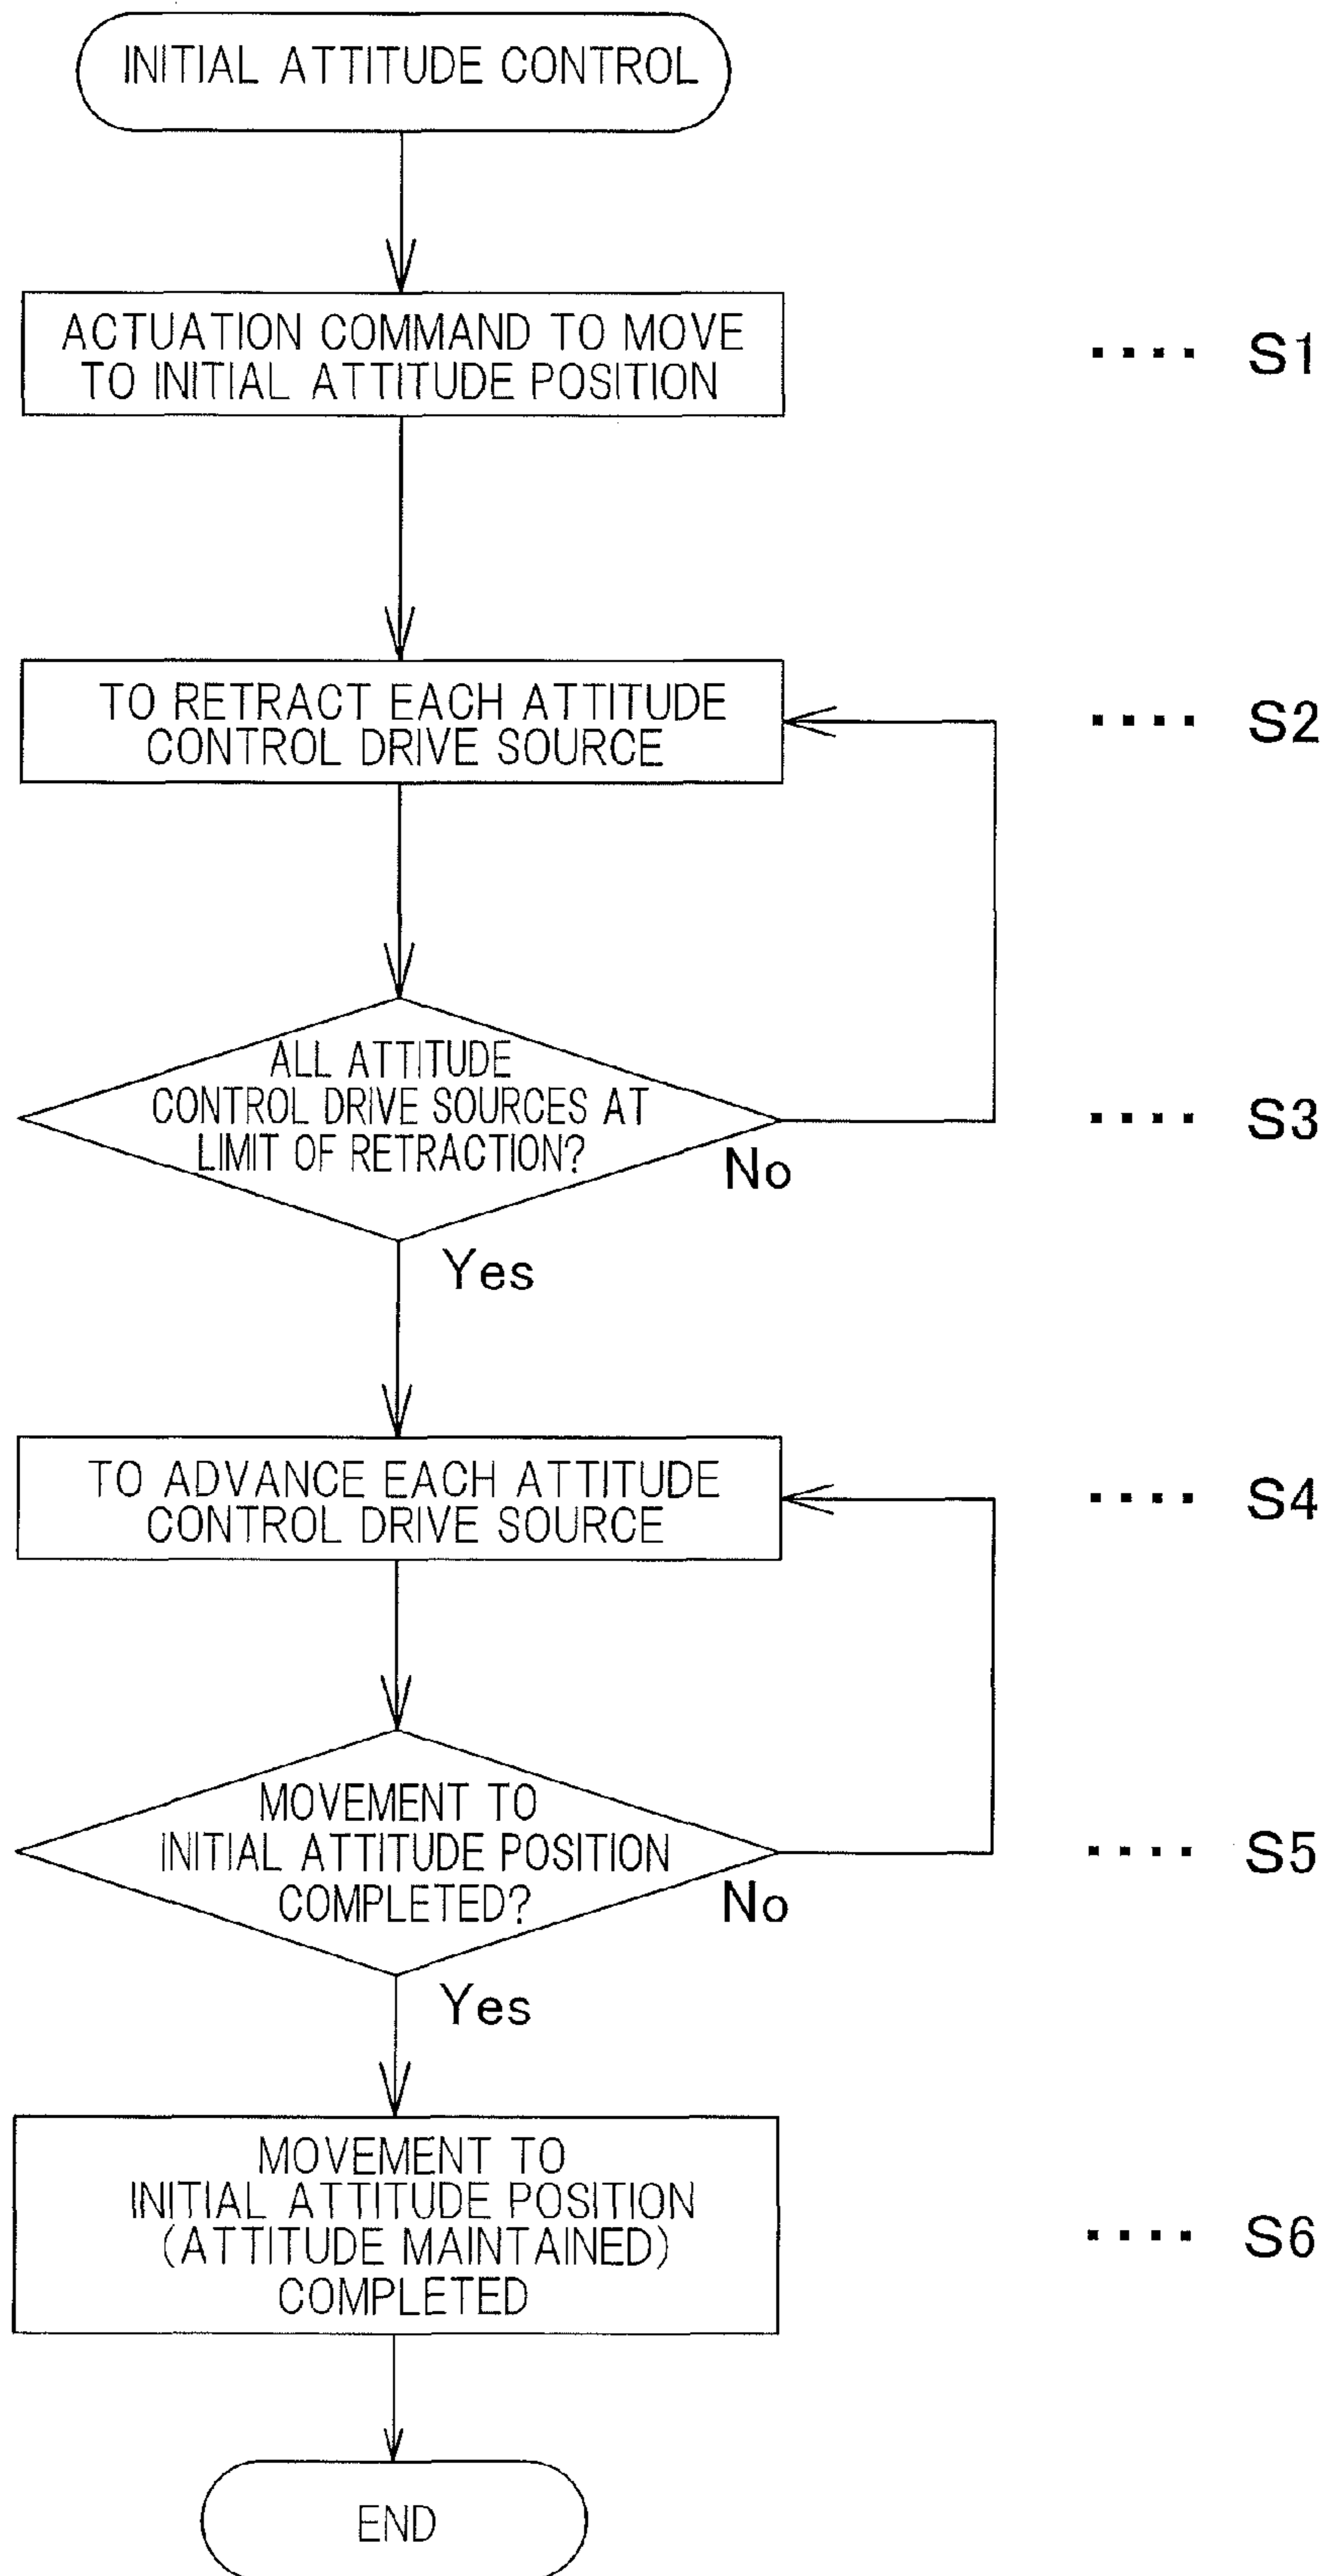 INITIAL ATTITUDE CONTROL
ACTUATION COMMAND TO MOVE
TO INITIAL ATTITUDE POSITION
S1
TO RETRACT EACH ATTITUDE
CONTROL DRIVE SOURCE
S2
ALL ATTITUDE
CONTROL DRIVE SOURCES AT
LIMIT OF RETRACTION?
S3
No
Yes
TO ADVANCE EACH ATTITUDE
CONTROL DRIVE SOURCE
S4
MOVEMENT TO
INITIAL ATTITUDE POSITION
COMPLETED?
S5
No
Yes
MOVEMENT TO
INITIAL ATTITUDE POSITION
(ATTITUDE MAINTAINED)
COMPLETED
S6
END